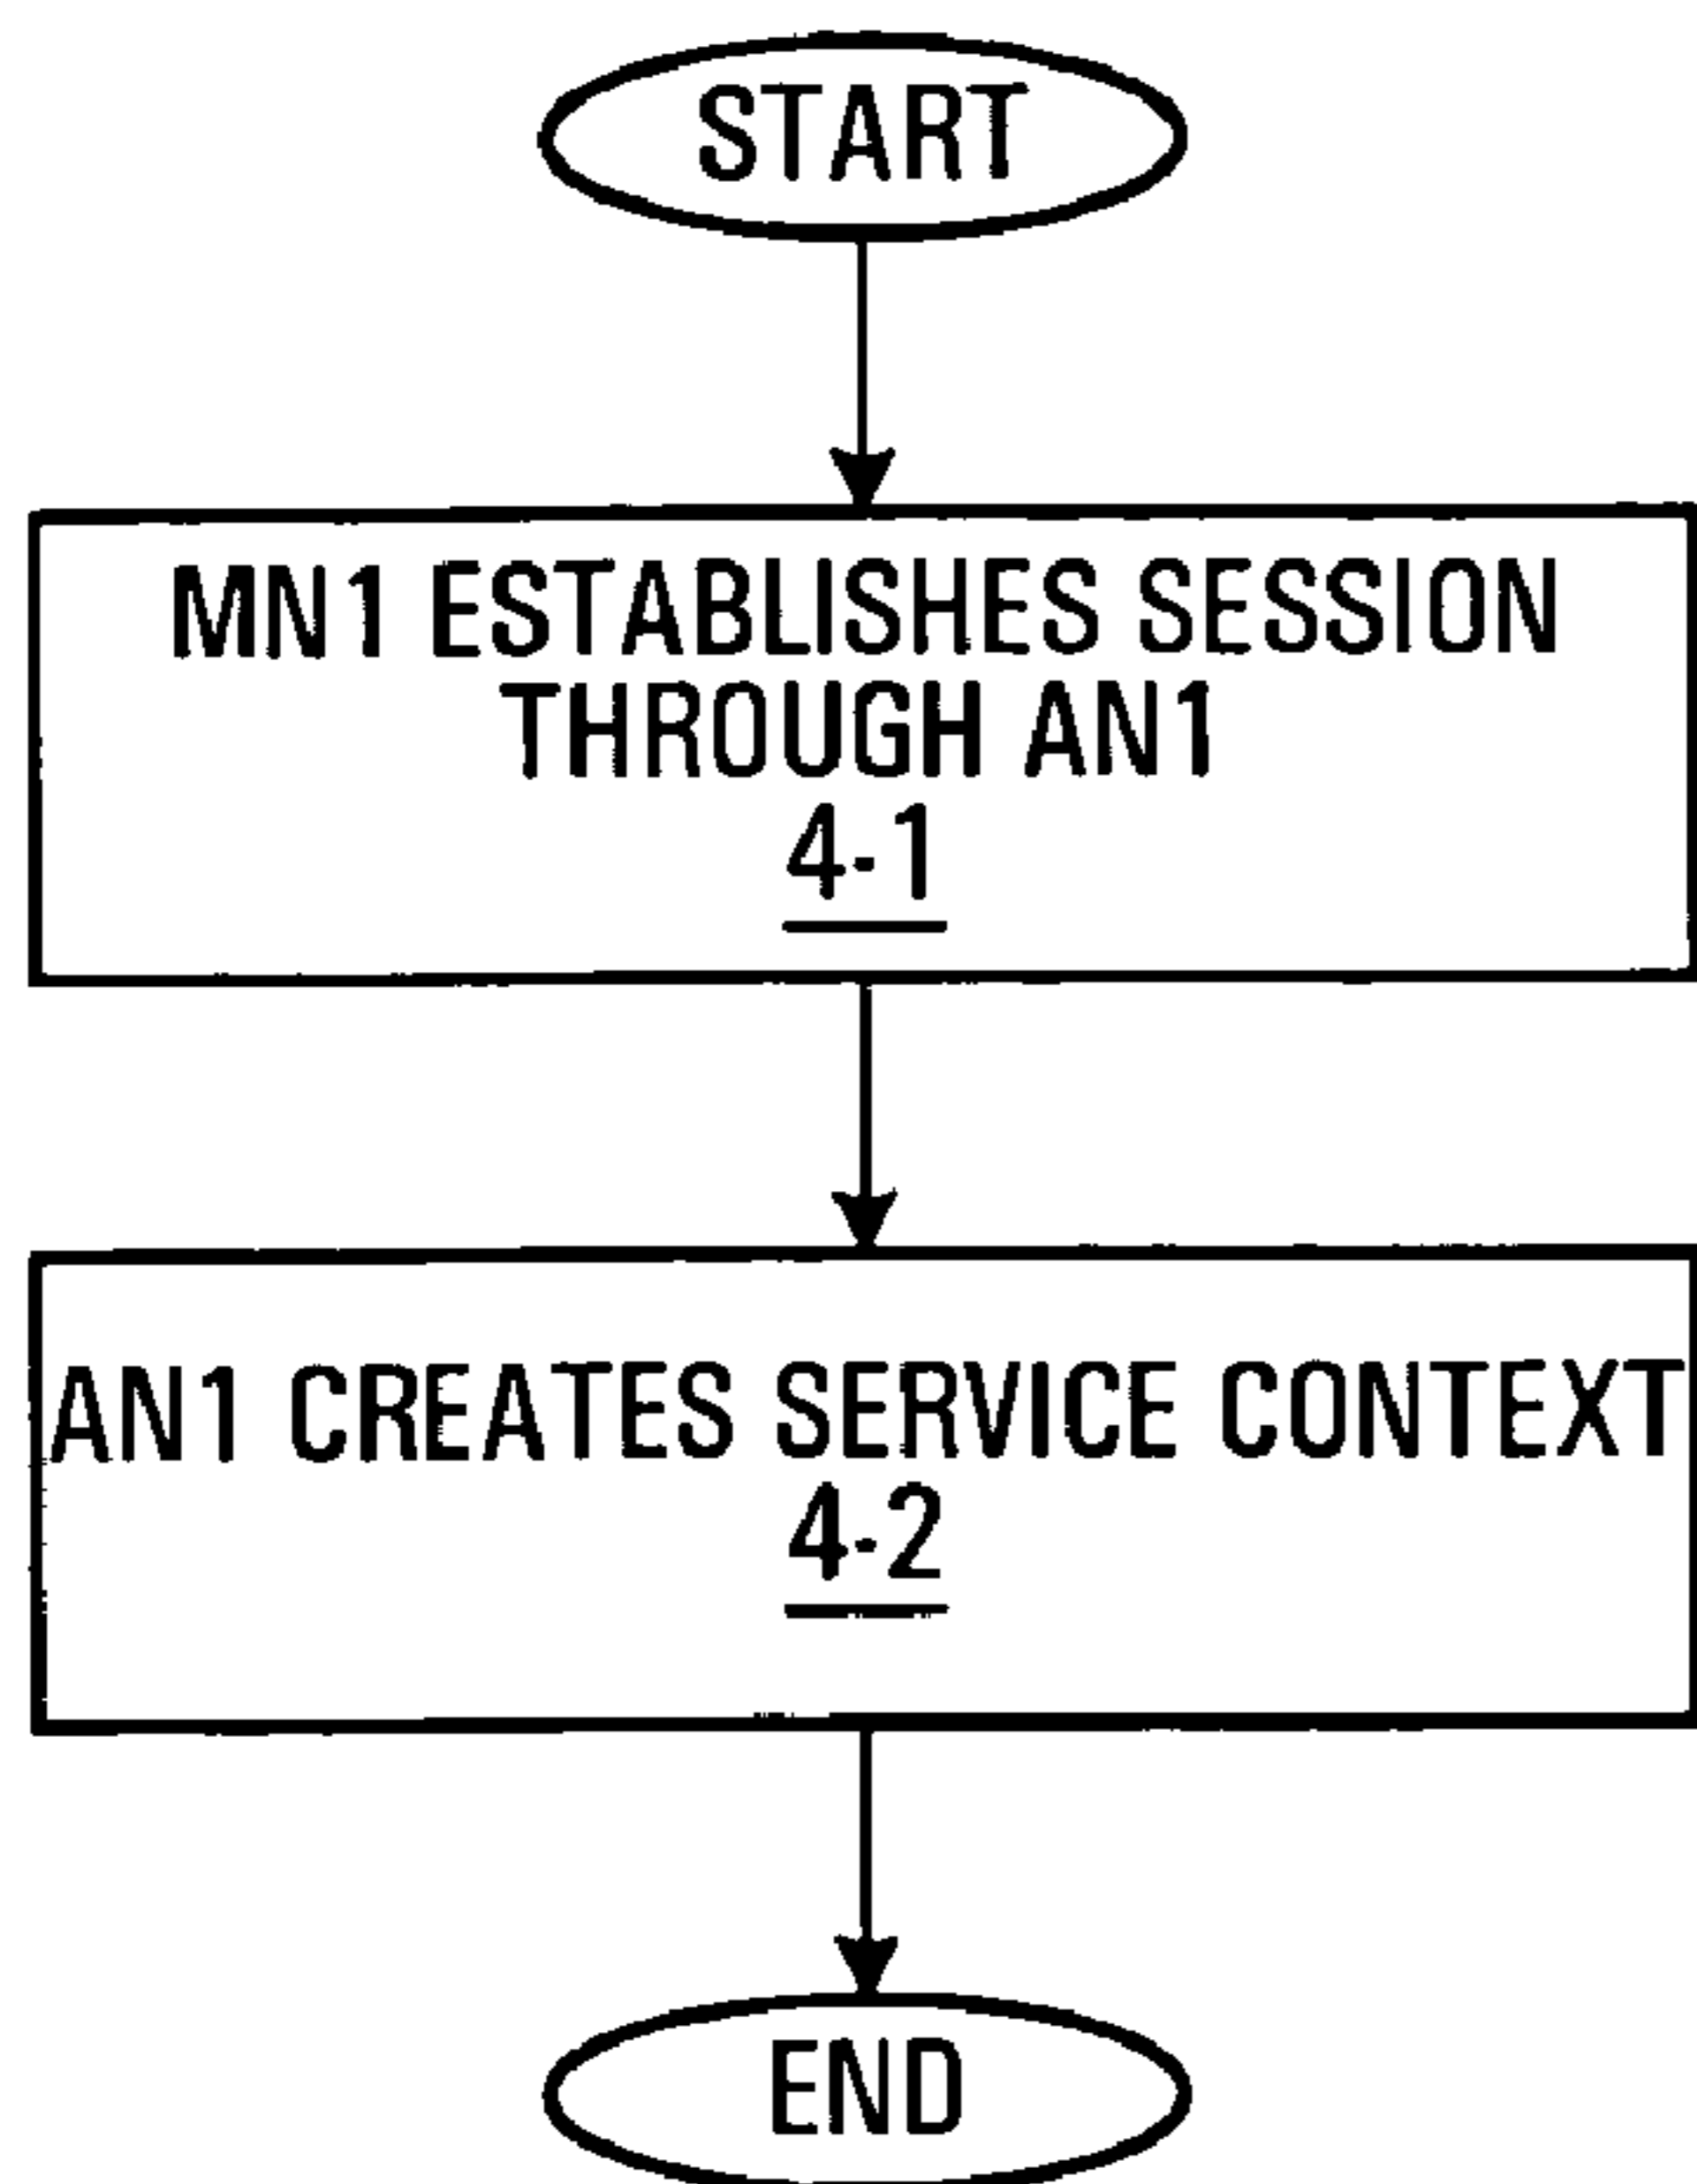 START
MN1 ESTABLISHES SESSION
THROUGH AN1
4-1
AN1 CREATES SERVICE CONTEXT
4-2
END